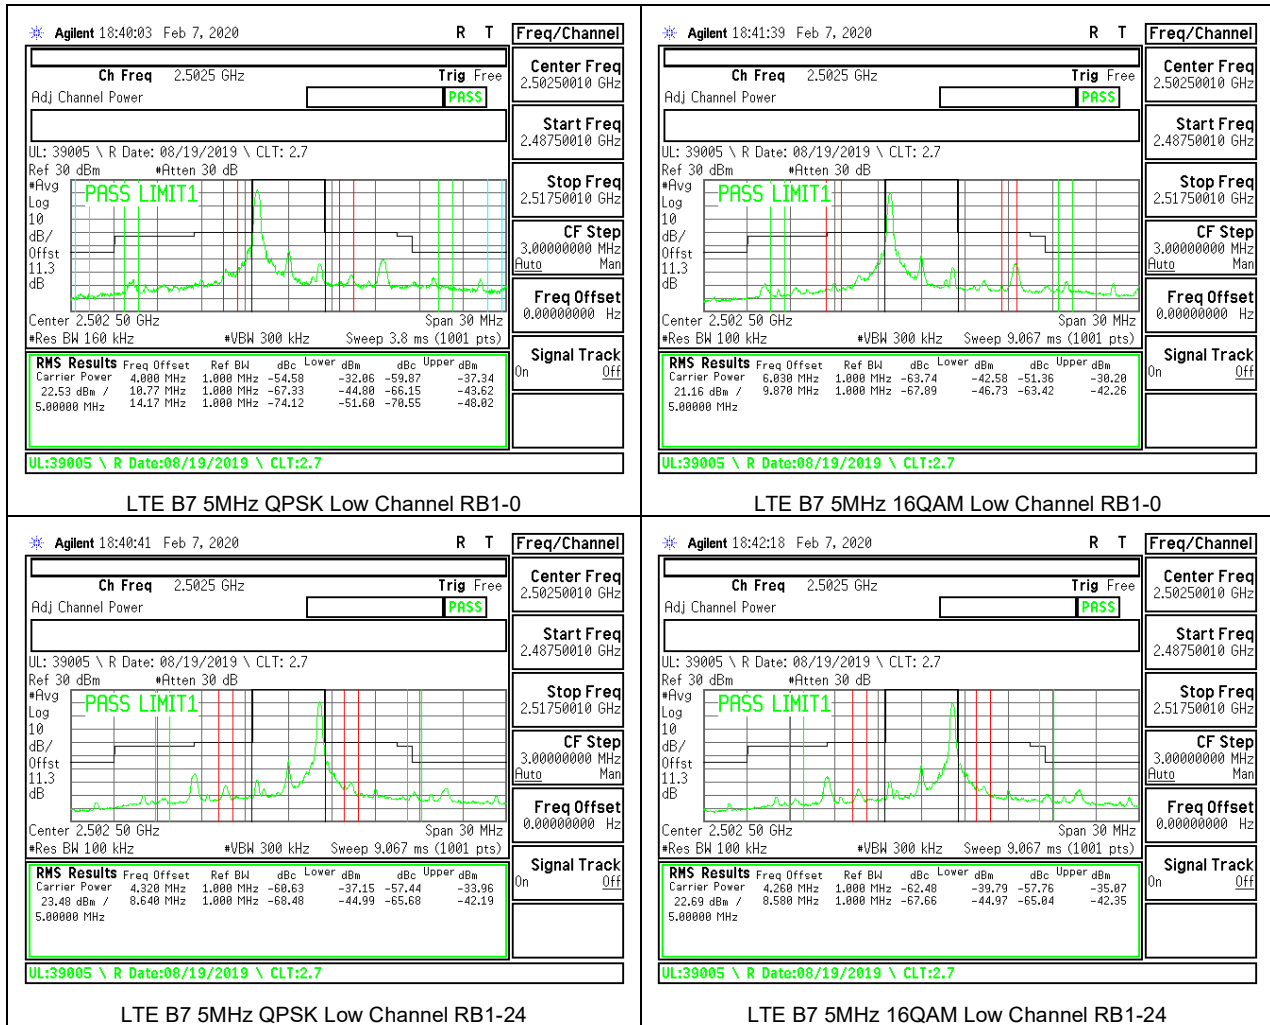 Agilent 18:40:03 Feb 7, 2020 R T
Freq/Channel
Ch Freq 2.5025 GHz Trig Free
Adj Channel Power PASS
UL: 39005 \ R Date: 08/19/2019 \ CLT: 2.7
Ref 30 dBm #Atten 30 dB
#Avg
Log
10
dB/
Offst
11.3
dB
PASS LIMIT1
Center 2.502 50 GHz Span 30 MHz
#Res BW 160 kHz #VBW 300 kHz Sweep 3.8 ms (1001 pts)
RMS Results Freq Offset Ref BW dBc Lower dBm dBc Upper dBm
Carrier Power 4.000 MHz 1.000 MHz -54.58 -32.06 -59.87 -37.34
22.53 dBm / 10.77 MHz 1.000 MHz -67.33 -44.80 -66.15 -43.62
5.00000 MHz 14.17 MHz 1.000 MHz -74.12 -51.60 -70.55 -48.02
UL:39005 \ R Date:08/19/2019 \ CLT:2.7
Center Freq
2.50250010 GHz
Start Freq
2.48750010 GHz
Stop Freq
2.51750010 GHz
CF Step
3.00000000 MHz
Auto Man
Freq Offset
0.00000000 Hz
Signal Track
On Off
LTE B7 5MHz QPSK Low Channel RB1-0
Agilent 18:41:39 Feb 7, 2020 R T
Freq/Channel
Ch Freq 2.5025 GHz Trig Free
Adj Channel Power PASS
UL: 39005 \ R Date: 08/19/2019 \ CLT: 2.7
Ref 30 dBm #Atten 30 dB
#Avg
Log
10
dB/
Offst
11.3
dB
PASS LIMIT1
Center 2.502 50 GHz Span 30 MHz
#Res BW 100 kHz #VBW 300 kHz Sweep 9.067 ms (1001 pts)
RMS Results Freq Offset Ref BW dBc Lower dBm dBc Upper dBm
Carrier Power 6.030 MHz 1.000 MHz -63.74 -42.58 -51.36 -30.20
21.16 dBm / 9.870 MHz 1.000 MHz -67.89 -46.73 -63.42 -42.26
5.00000 MHz
UL:39005 \ R Date:08/19/2019 \ CLT:2.7
Center Freq
2.50250010 GHz
Start Freq
2.48750010 GHz
Stop Freq
2.51750010 GHz
CF Step
3.00000000 MHz
Auto Man
Freq Offset
0.00000000 Hz
Signal Track
On Off
LTE B7 5MHz 16QAM Low Channel RB1-0
Agilent 18:40:41 Feb 7, 2020 R T
Freq/Channel
Ch Freq 2.5025 GHz Trig Free
Adj Channel Power PASS
UL: 39005 \ R Date: 08/19/2019 \ CLT: 2.7
Ref 30 dBm #Atten 30 dB
#Avg
Log
10
dB/
Offst
11.3
dB
PASS LIMIT1
Center 2.502 50 GHz Span 30 MHz
#Res BW 100 kHz #VBW 300 kHz Sweep 9.067 ms (1001 pts)
RMS Results Freq Offset Ref BW dBc Lower dBm dBc Upper dBm
Carrier Power 4.320 MHz 1.000 MHz -60.63 -37.15 -57.44 -33.96
23.48 dBm / 8.640 MHz 1.000 MHz -68.48 -44.99 -65.68 -42.19
5.00000 MHz
UL:39005 \ R Date:08/19/2019 \ CLT:2.7
Center Freq
2.50250010 GHz
Start Freq
2.48750010 GHz
Stop Freq
2.51750010 GHz
CF Step
3.00000000 MHz
Auto Man
Freq Offset
0.00000000 Hz
Signal Track
On Off
LTE B7 5MHz QPSK Low Channel RB1-24
Agilent 18:42:18 Feb 7, 2020 R T
Freq/Channel
Ch Freq 2.5025 GHz Trig Free
Adj Channel Power PASS
UL: 39005 \ R Date: 08/19/2019 \ CLT: 2.7
Ref 30 dBm #Atten 30 dB
#Avg
Log
10
dB/
Offst
11.3
dB
PASS LIMIT1
Center 2.502 50 GHz Span 30 MHz
#Res BW 100 kHz #VBW 300 kHz Sweep 9.067 ms (1001 pts)
RMS Results Freq Offset Ref BW dBc Lower dBm dBc Upper dBm
Carrier Power 4.260 MHz 1.000 MHz -62.48 -39.79 -57.76 -35.07
22.69 dBm / 8.580 MHz 1.000 MHz -67.66 -44.97 -65.04 -42.35
5.00000 MHz
UL:39005 \ R Date:08/19/2019 \ CLT:2.7
Center Freq
2.50250010 GHz
Start Freq
2.48750010 GHz
Stop Freq
2.51750010 GHz
CF Step
3.00000000 MHz
Auto Man
Freq Offset
0.00000000 Hz
Signal Track
On Off
LTE B7 5MHz 16QAM Low Channel RB1-24